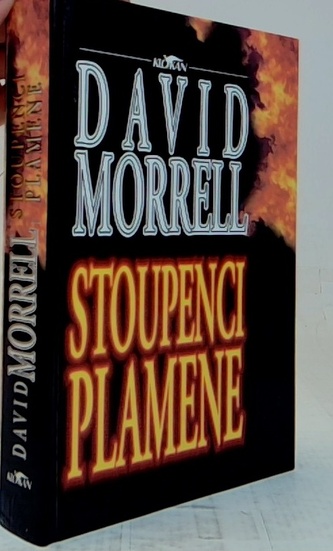 KLOKAN
DAVID
MORRELL
STOUPENCI
PLAMENE
DAVID
MORRELL
STOUPENCI
PLAMENE
KLOKAN